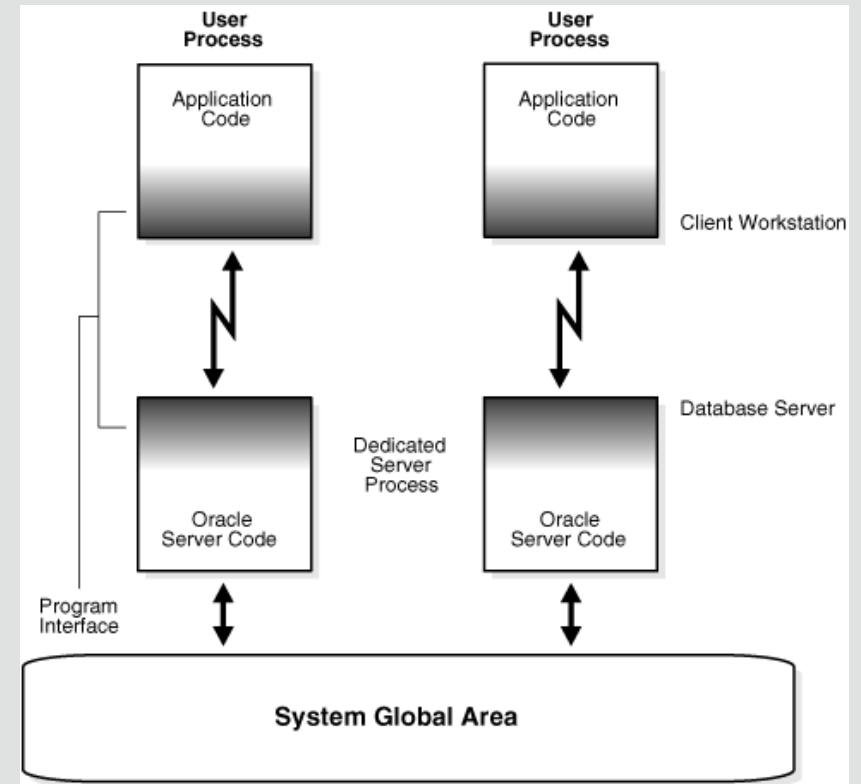 User
Process
User
Process
Application
Code
Application
Code
Client Workstation
Database Server
Dedicated
Server
Process
Oracle
Server Code
Oracle
Server Code
Program
Interface
System Global Area